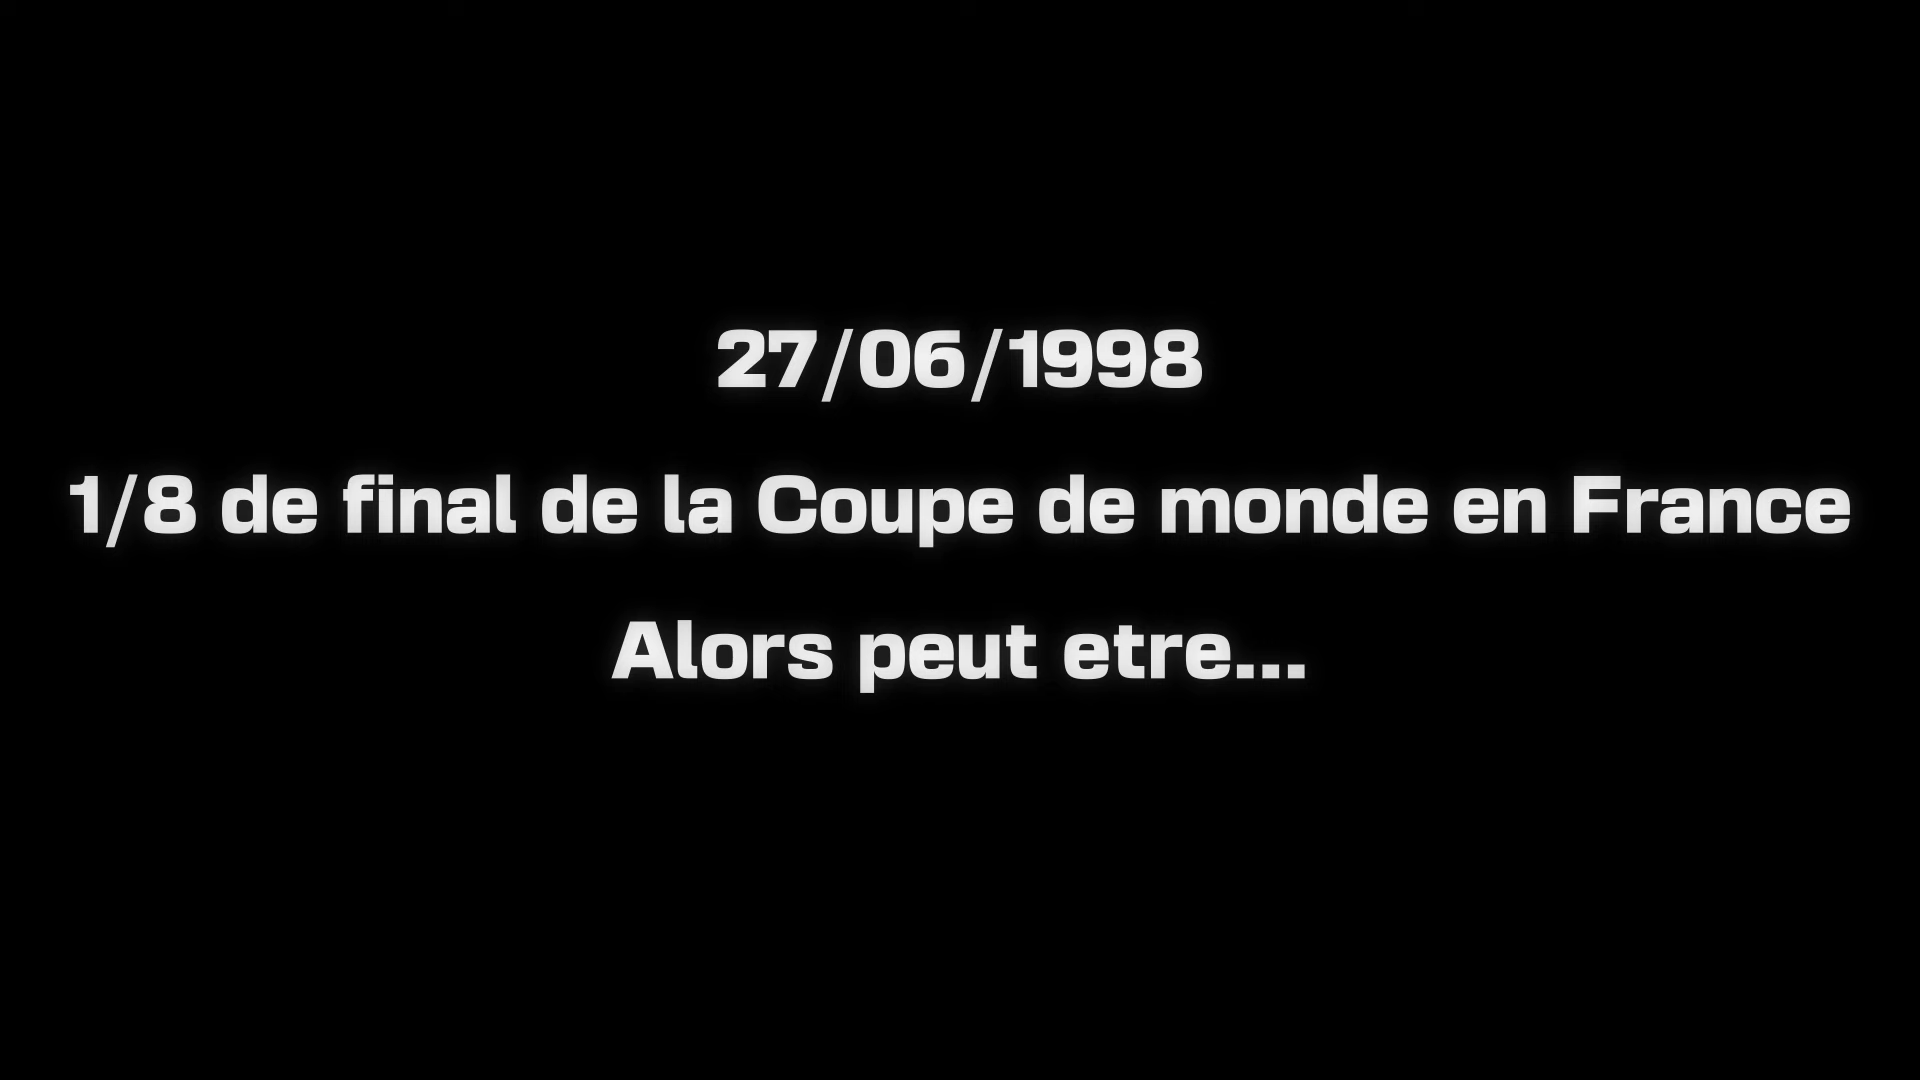 27/06/1998
1/8 de final de la Coupe de monde en France
Alors peut etre...